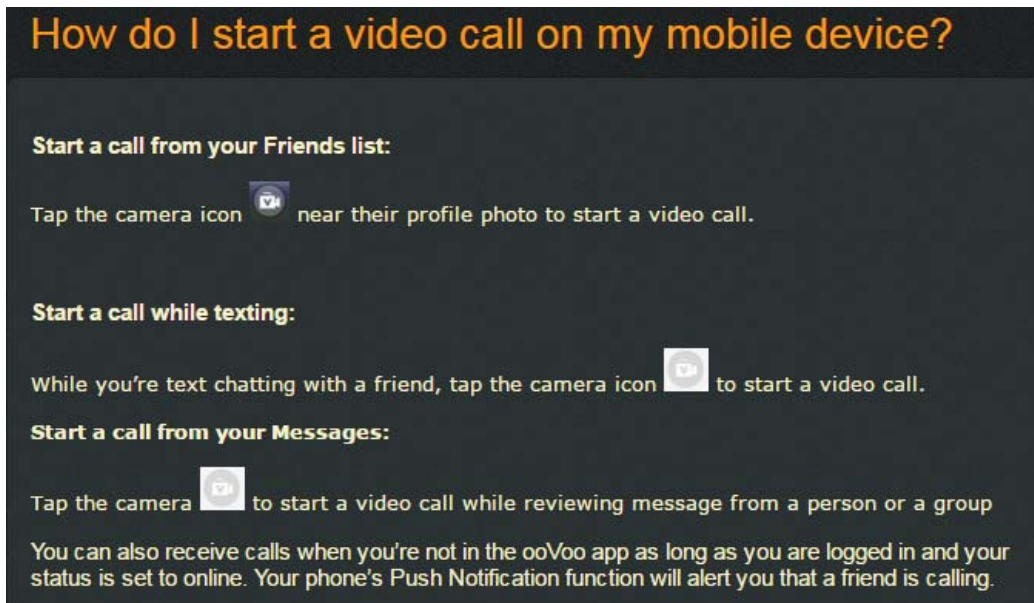 How do I start a video call on my mobile device?
Start a call from your Friends list:
Tap the camera icon near their profile photo to start a video call.
Start a call while texting:
While you're text chatting with a friend, tap the camera icon to start a video call.
Start a call from your Messages:
Tap the camera to start a video call while reviewing message from a person or a group
You can also receive calls when you're not in the ooVoo app as long as you are logged in and your
status is set to online. Your phone's Push Notification function will alert you that a friend is calling.